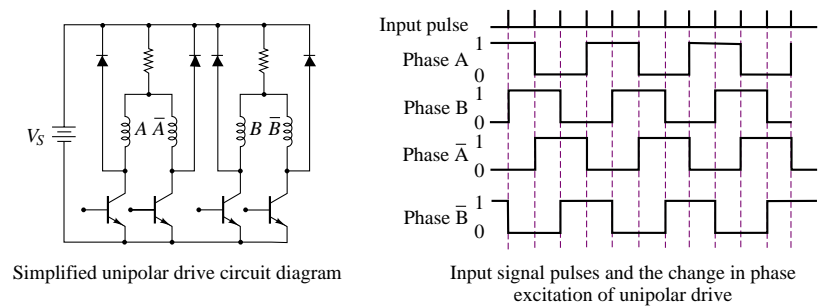 V_S
A A̅
B B̅
Simplified unipolar drive circuit diagram
Input pulse
1
Phase A
0
1
Phase B
0
1
Phase A̅
0
1
Phase B̅
0
Input signal pulses and the change in phase
excitation of unipolar drive